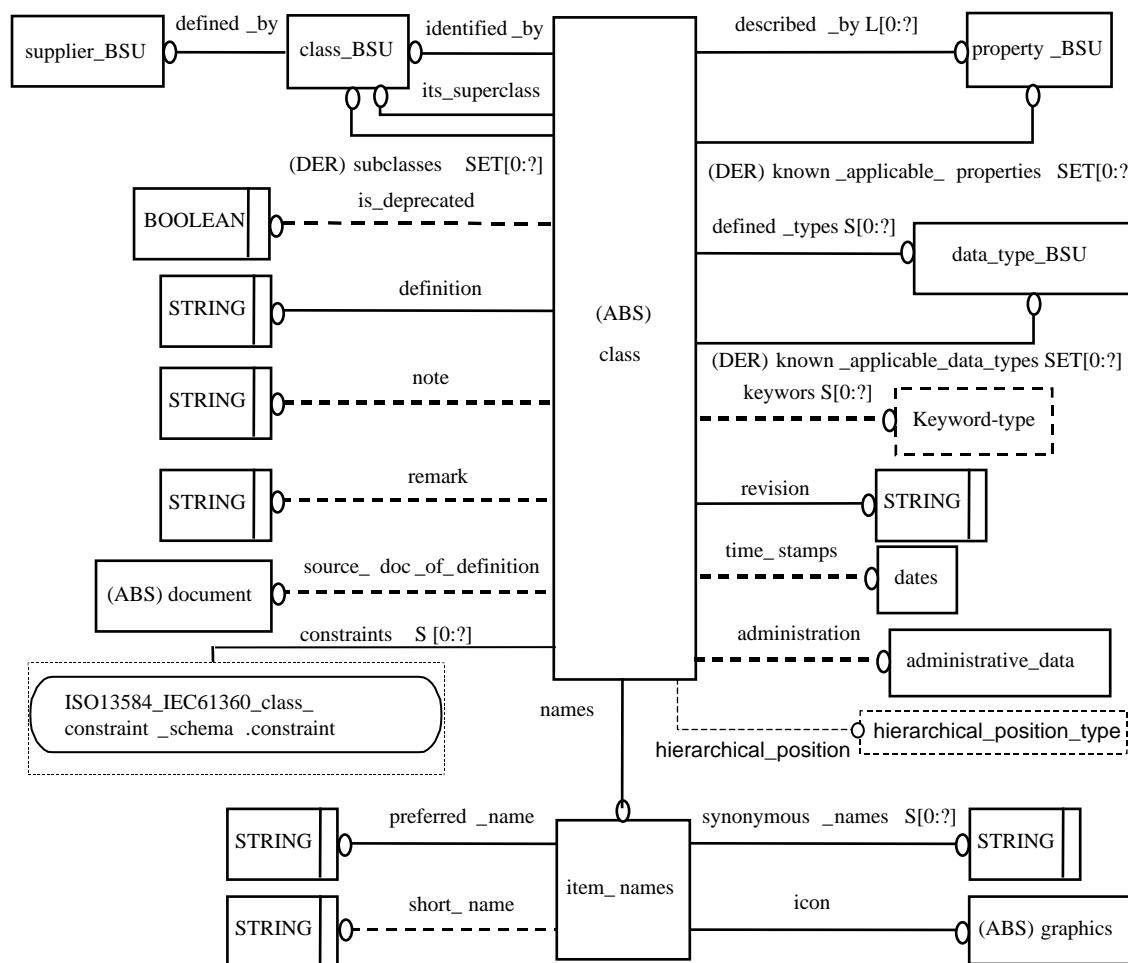 defined _by
identified _by
described _by L[0:?]
supplier_BSU
class_BSU
property _BSU
its_superclass
(DER) subclasses SET[0:?]
(DER) known _applicable_ properties SET[0:?
is_deprecated
BOOLEAN
defined _types S[0:?]
data_type_BSU
definition
STRING
(ABS)
class
(DER) known _applicable_data_types SET[0:?]
note
STRING
keywors S[0:?]
Keyword-type
remark
STRING
revision
STRING
source_ doc _of_ definition
(ABS) document
time_ stamps
dates
constraints S [0:?]
administration
administrative_data
ISO13584_IEC61360_class_
constraint _schema .constraint
names
hierarchical_position_type
hierarchical_position
preferred _name
STRING
synonymous _names S[0:?]
STRING
item_ names
short_ name
STRING
icon
(ABS) graphics